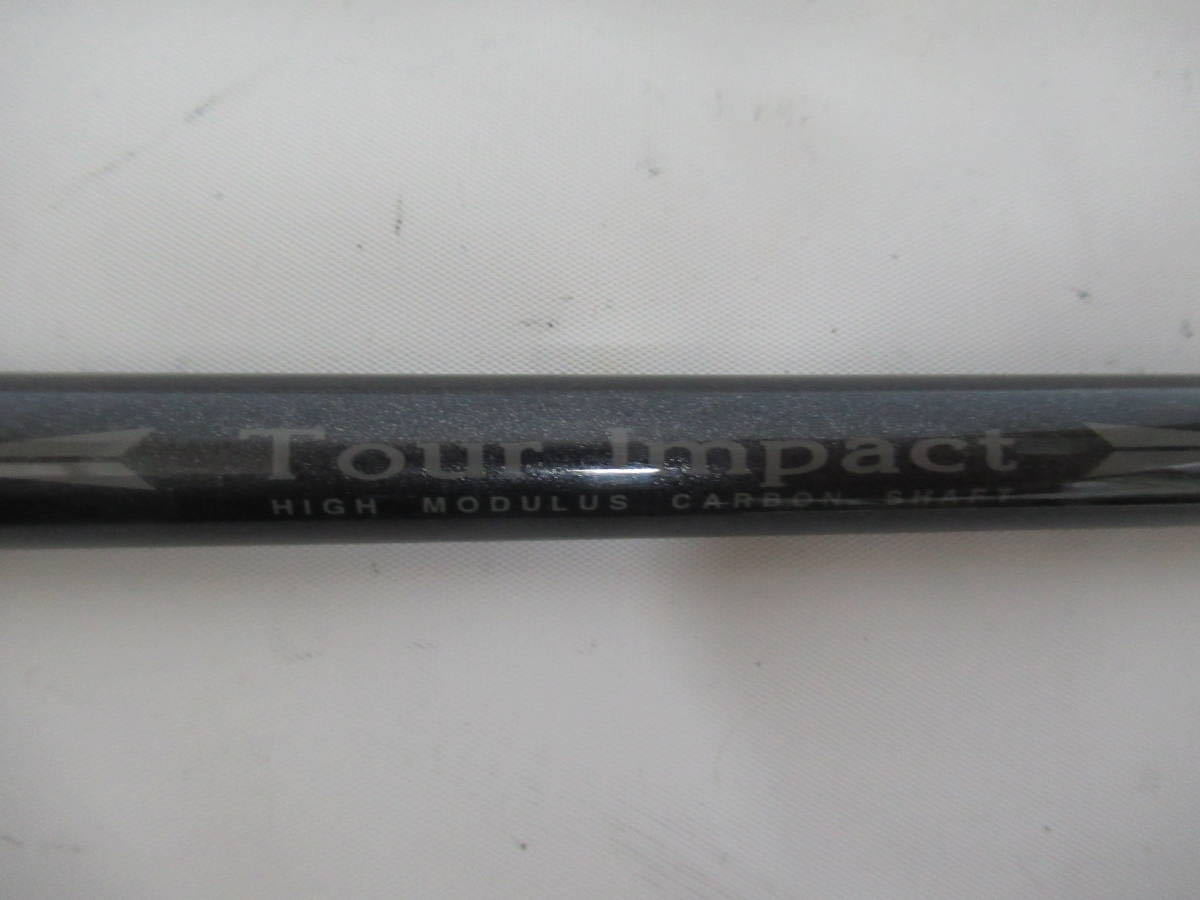 Tour Impact
HIGH MODULUS CARBON SHAFT